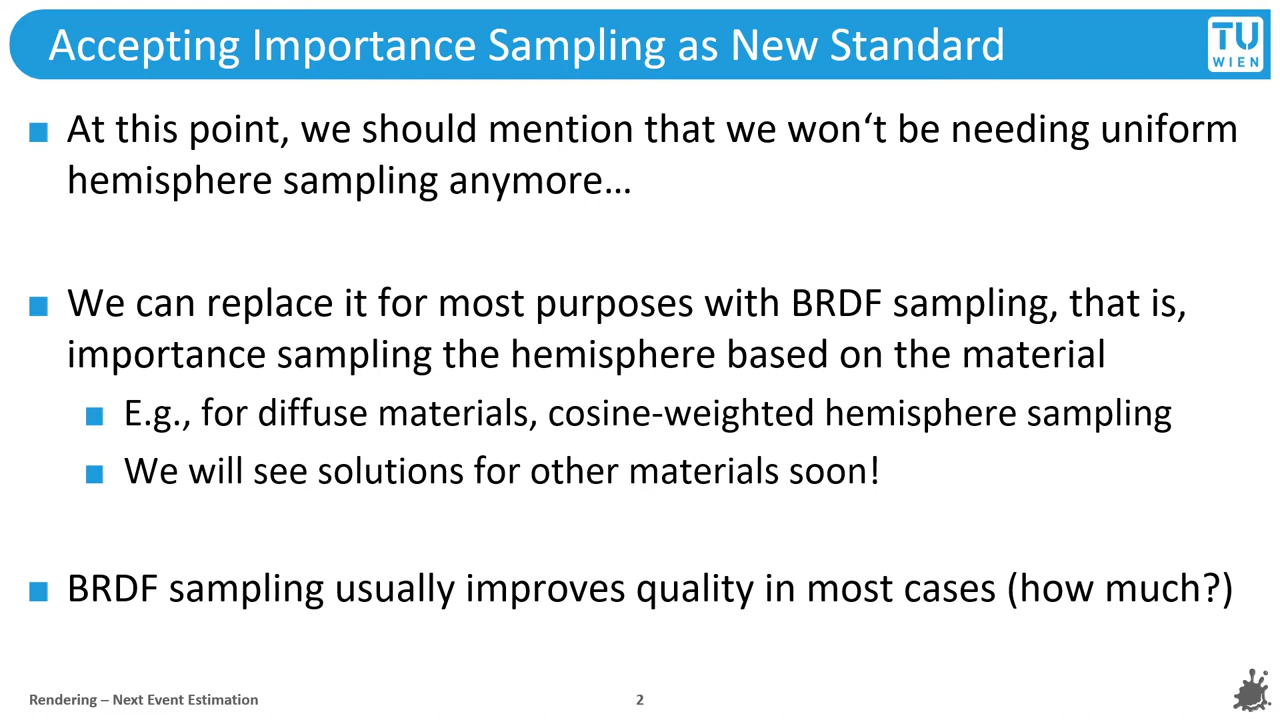 Accepting Importance Sampling as New Standard
TU
WIEN
At this point, we should mention that we won‘t be needing uniform
hemisphere sampling anymore…
We can replace it for most purposes with BRDF sampling, that is,
importance sampling the hemisphere based on the material
E.g., for diffuse materials, cosine-weighted hemisphere sampling
We will see solutions for other materials soon!
BRDF sampling usually improves quality in most cases (how much?)
Rendering – Next Event Estimation
2